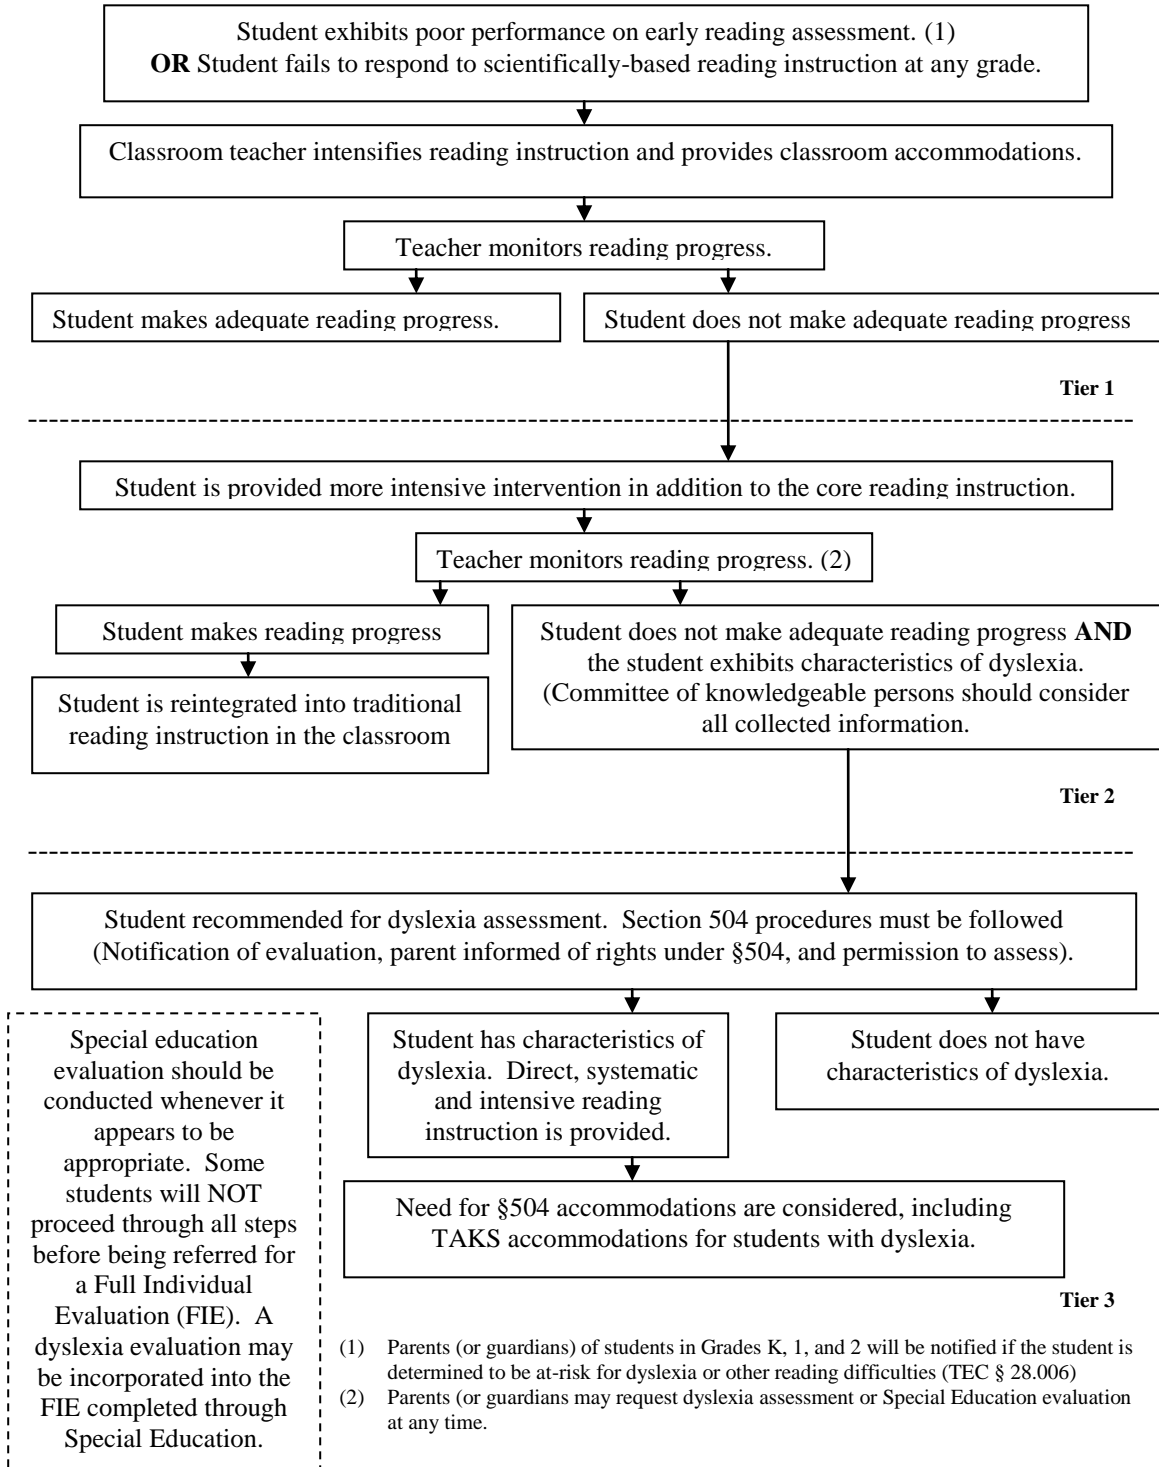 Student exhibits poor performance on early reading assessment. (1)
OR Student fails to respond to scientifically-based reading instruction at any grade.
Classroom teacher intensifies reading instruction and provides classroom accommodations.
Teacher monitors reading progress.
Student makes adequate reading progress.
Student does not make adequate reading progress
Tier 1
Student is provided more intensive intervention in addition to the core reading instruction.
Teacher monitors reading progress. (2)
Student makes reading progress
Student is reintegrated into traditional
reading instruction in the classroom
Student does not make adequate reading progress AND
the student exhibits characteristics of dyslexia.
(Committee of knowledgeable persons should consider
all collected information.
Tier 2
Student recommended for dyslexia assessment.  Section 504 procedures must be followed
(Notification of evaluation, parent informed of rights under §504, and permission to assess).
Special education
evaluation should be
conducted whenever it
appears to be
appropriate.  Some
students will NOT
proceed through all steps
before being referred for
a Full Individual
Evaluation (FIE).  A
dyslexia evaluation may
be incorporated into the
FIE completed through
Special Education.
Student has characteristics of
dyslexia.  Direct, systematic
and intensive reading
instruction is provided.
Student does not have
characteristics of dyslexia.
Need for §504 accommodations are considered, including
TAKS accommodations for students with dyslexia.
Tier 3
(1) Parents (or guardians) of students in Grades K, 1, and 2 will be notified if the student is
determined to be at-risk for dyslexia or other reading difficulties (TEC § 28.006)
(2) Parents (or guardians may request dyslexia assessment or Special Education evaluation
at any time.